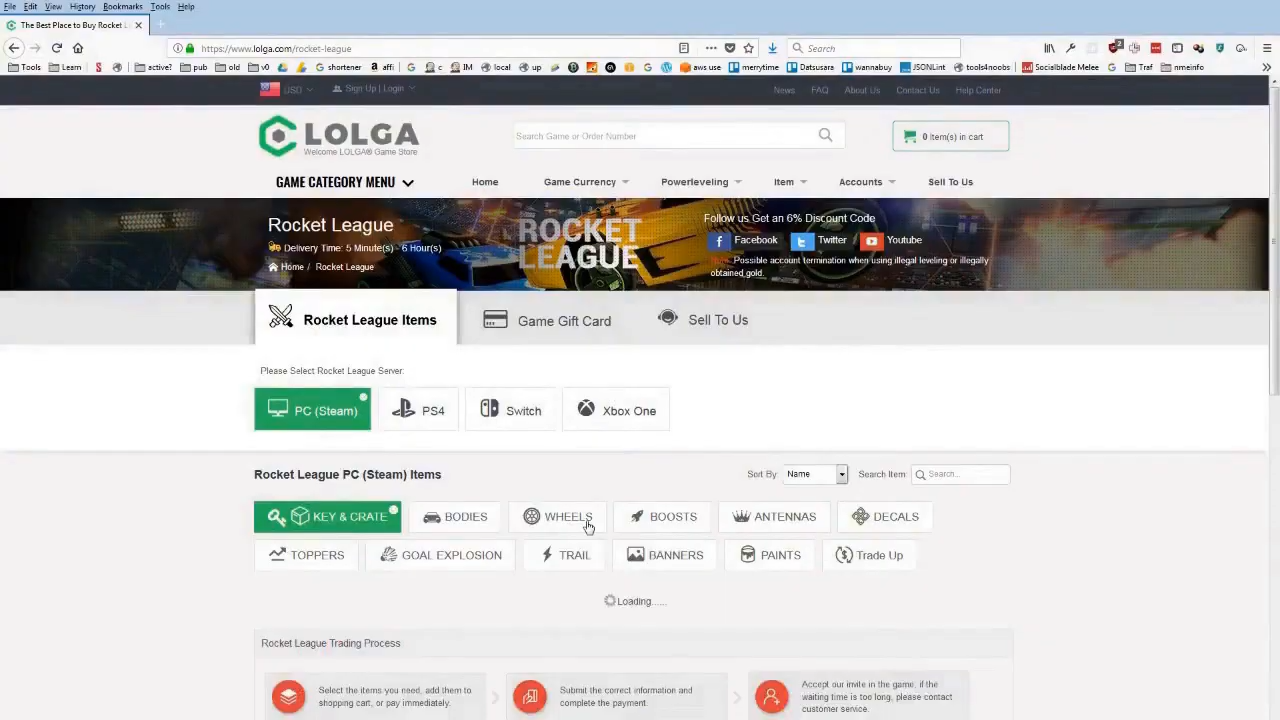 File Edit View History Bookmarks Tools Help
The Best Place to Buy Rocket L
https://www.lolga.com/rocket-league
Search
Tools Learn active? pub old v0 shortener affi c IM local up aws use merrytime Datsusara wannabuy JSONLint tools4noobs Socialblade Melee Traf nmeinfo
USD Sign Up | Login News FAQ About Us Contact Us Help Center
LOLGA
Welcome LOLGA® Game Store
Search Game or Order Number
0 Item(s) in cart
GAME CATEGORY MENU Home Game Currency Powerleveling Item Accounts Sell To Us
Rocket League
Delivery Time: 5 Minute(s) - 6 Hour(s)
Home / Rocket League
ROCKET
LEAGUE
Follow us Get an 6% Discount Code
Facebook Twitter Youtube
Possible account termination when using illegal leveling or illegally
obtained gold.
Rocket League Items Game Gift Card Sell To Us
Please Select Rocket League Server:
PC (Steam) PS4 Switch Xbox One
Rocket League PC (Steam) Items Sort By: Name Search Item: Search...
KEY & CRATE BODIES WHEELS BOOSTS ANTENNAS DECALS
TOPPERS GOAL EXPLOSION TRAIL BANNERS PAINTS Trade Up
Loading......
Rocket League Trading Process
Select the items you need, add them to
shopping cart, or pay immediately.
Submit the correct information and
complete the payment.
Accept our invite in the game, if the
waiting time is too long, please contact
customer service.